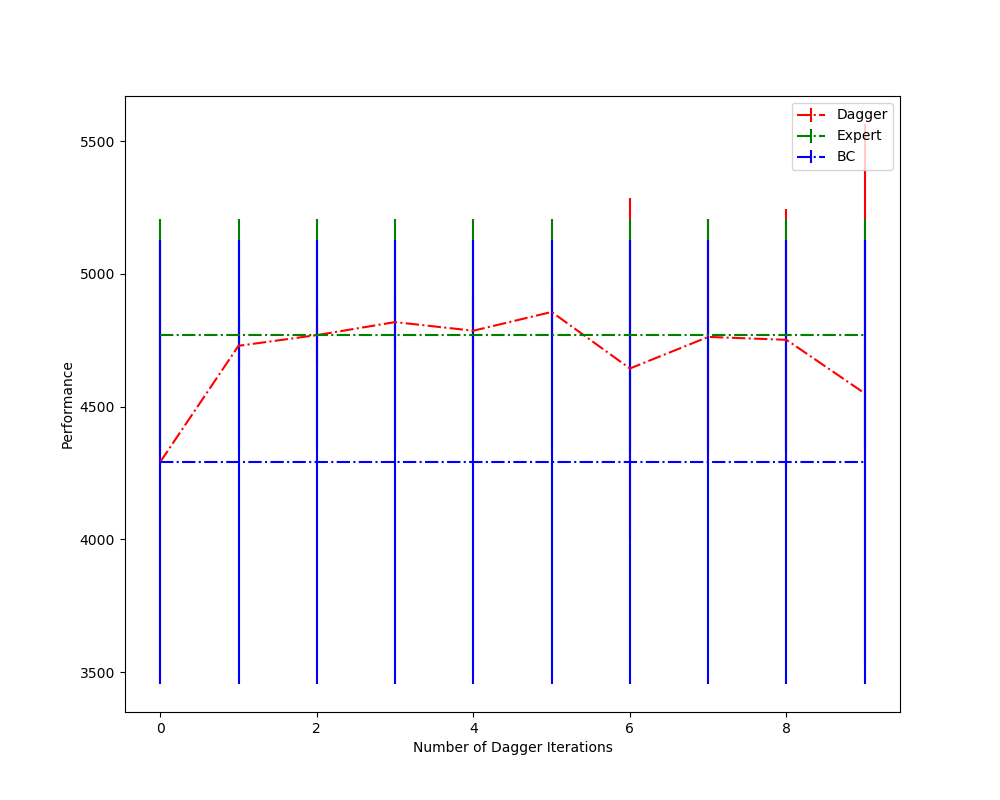 Dagger
Expert
BC
5500
5000
4500
4000
3500
Performance
0 2 4 6 8
Number of Dagger Iterations